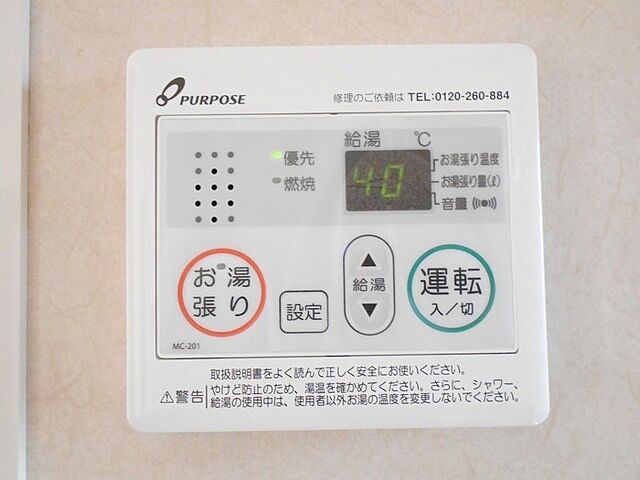 PURPOSE 修理のご依頼は TEL:0120-260-884
給湯 ℃
優先
燃焼
40
お湯張り温度
お湯張り量(ℓ)
音量
お湯張り
設定
▲
給湯
▼
運転
入/切
MC-201
取扱説明書をよく読んで正しく安全にお使いください。
⚠警告 やけど防止のため、湯温を確かめてください。さらに、シャワー、
給湯の使用中は、使用者以外お湯の温度を変更しないでください。